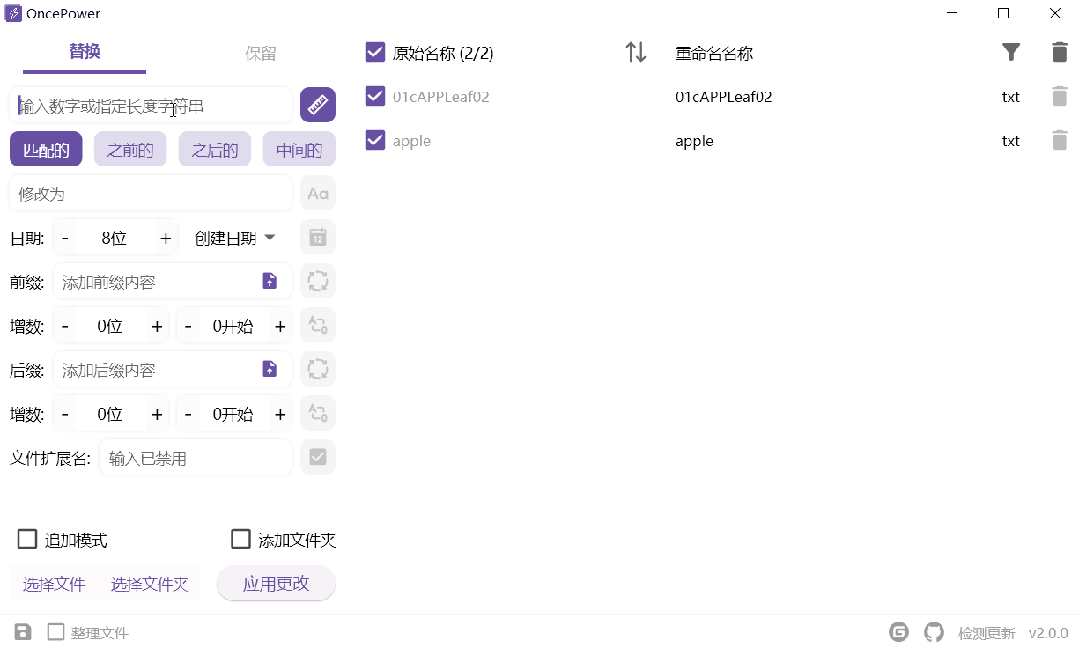 OncePower
替换 保留
原始名称 (2/2) 重命名名称
输入数字或指定长度字符串
01cAPPLeaf02 01cAPPLeaf02 txt
匹配的 之前的 之后的 中间的
apple apple txt
修改为 Aa
日期: - 8位 + 创建日期 12
前缀: 添加前缀内容
增数: - 0位 + - 0开始 +
后缀: 添加后缀内容
增数: - 0位 + - 0开始 +
文件扩展名: 输入已禁用
追加模式 添加文件夹
选择文件 选择文件夹 应用更改
整理文件 检测更新 v2.0.0